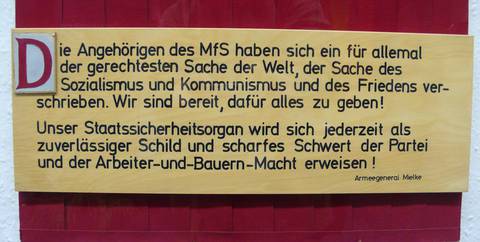 Die Angehörigen des MfS haben sich ein für allemal
der gerechtesten Sache der Welt, der Sache des
Sozialismus und Kommunismus und des Friedens ver-
schrieben. Wir sind bereit, dafür alles zu geben!
Unser Staatssicherheitsorgan wird sich jederzeit als
zuverlässiger Schild und scharfes Schwert der Partei
und der Arbeiter-und-Bauern-Macht erweisen!
Armeegeneral Mielke